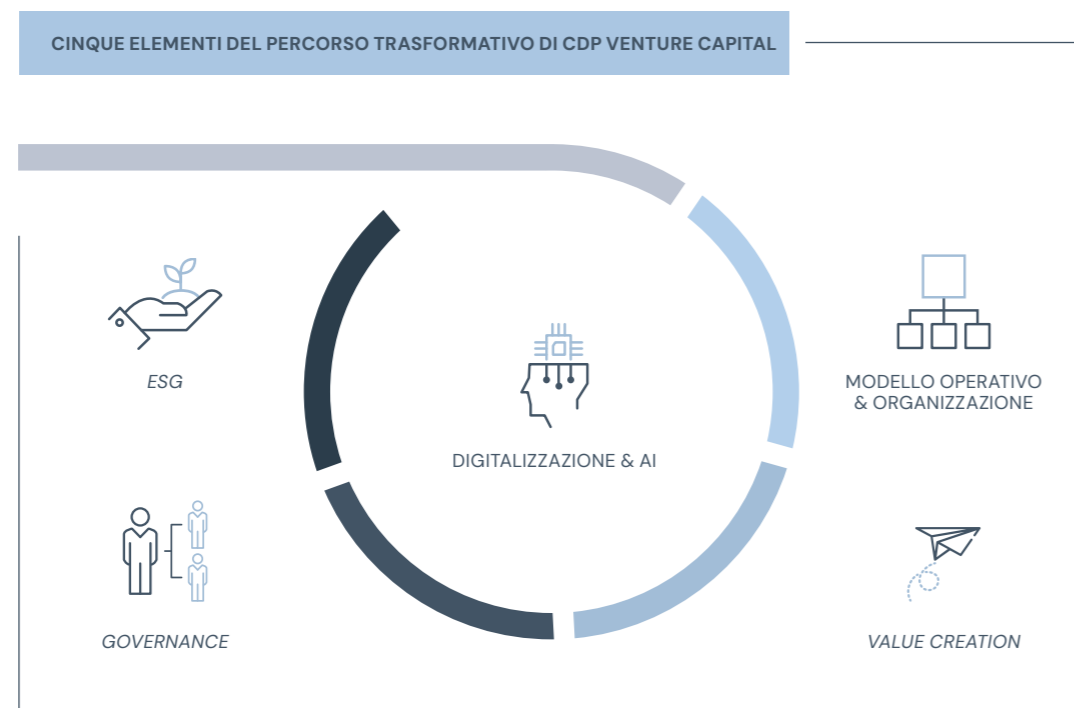 CINQUE ELEMENTI DEL PERCORSO TRASFORMATIVO DI CDP VENTURE CAPITAL
ESG
MODELLO OPERATIVO
& ORGANIZZAZIONE
DIGITALIZZAZIONE & AI
GOVERNANCE
VALUE CREATION